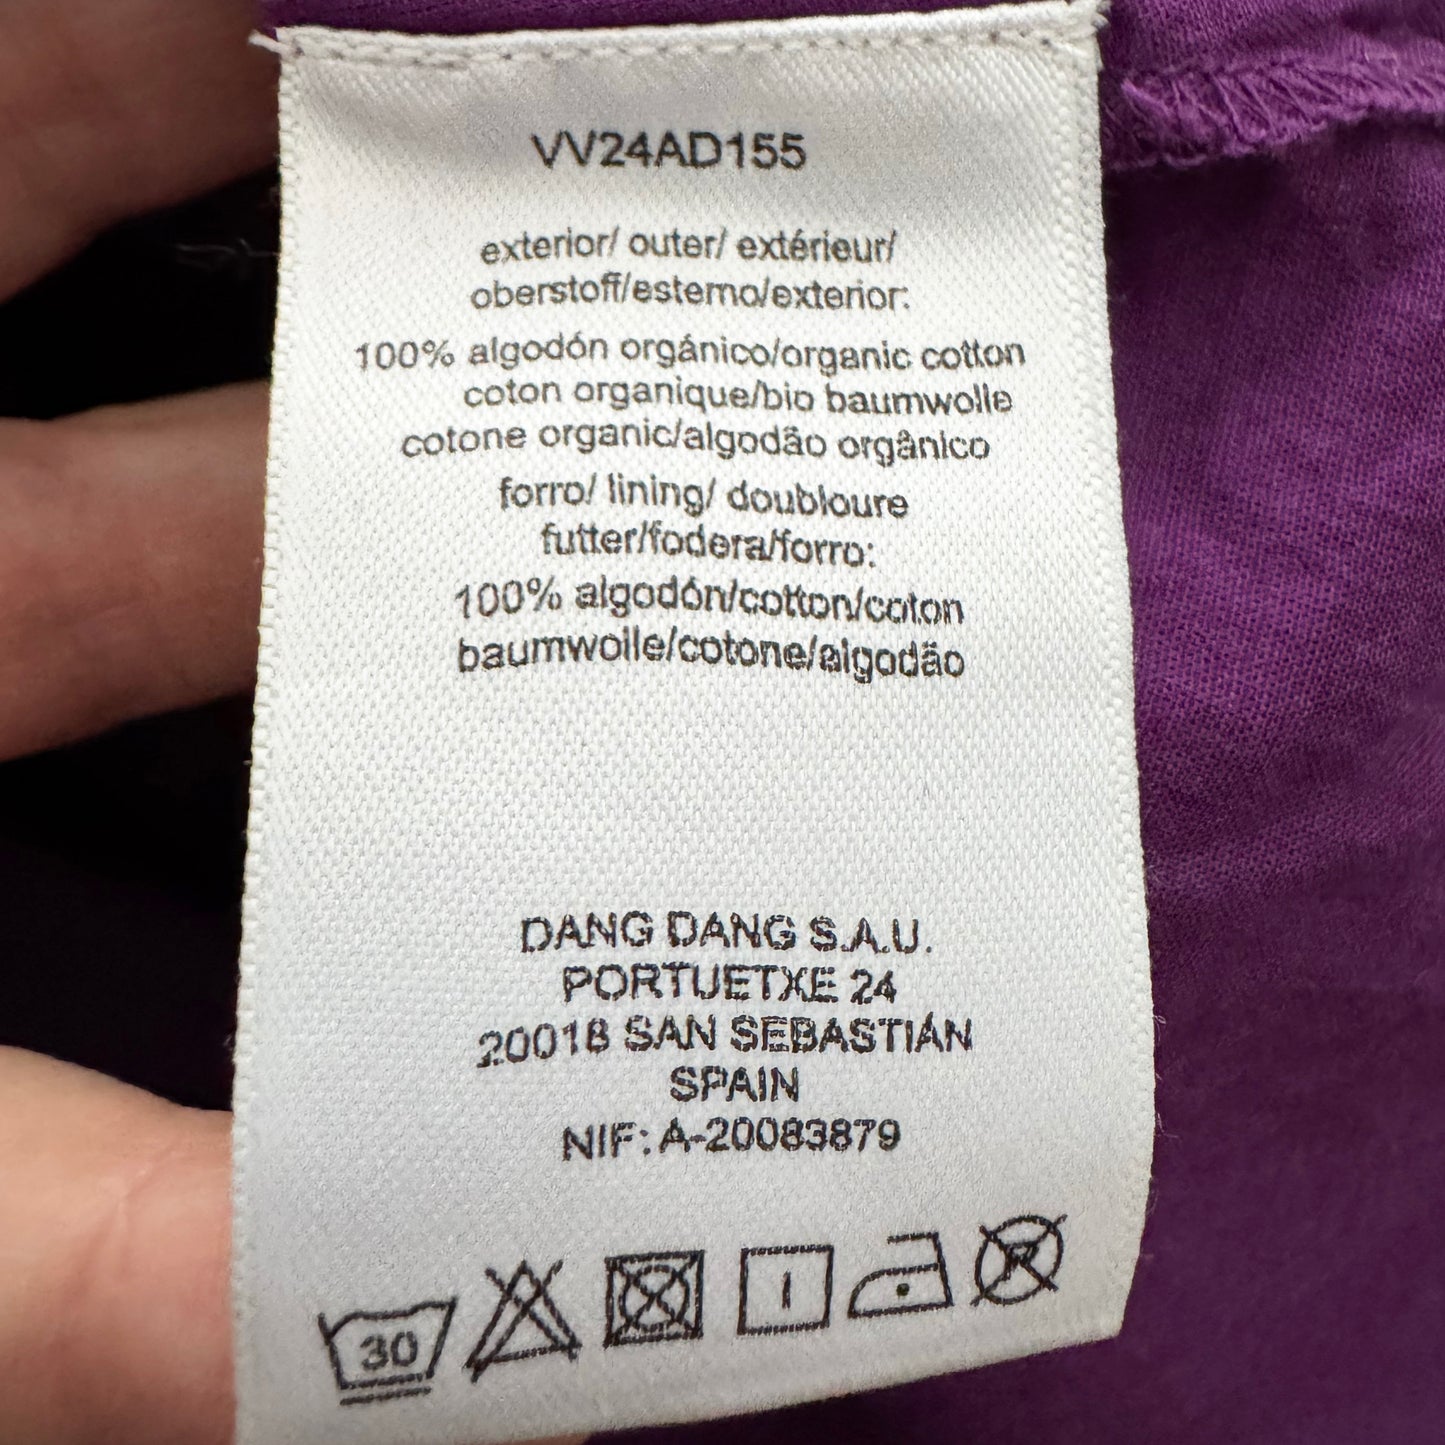 VV24AD155
exterior/ outer/ extérieur/
oberstoff/esterno/exterior:
100% algodón orgánico/organic cotton
coton organique/bio baumwolle
cotone organic/algodão orgânico
forro/ lining/ doubloure
futter/fodera/forro:
100% algodón/cotton/coton
baumwolle/cotone/algodão
DANG DANG S.A.U.
PORTUETXE 24
20018 SAN SEBASTIÁN
SPAIN
NIF: A-20083879
30
P